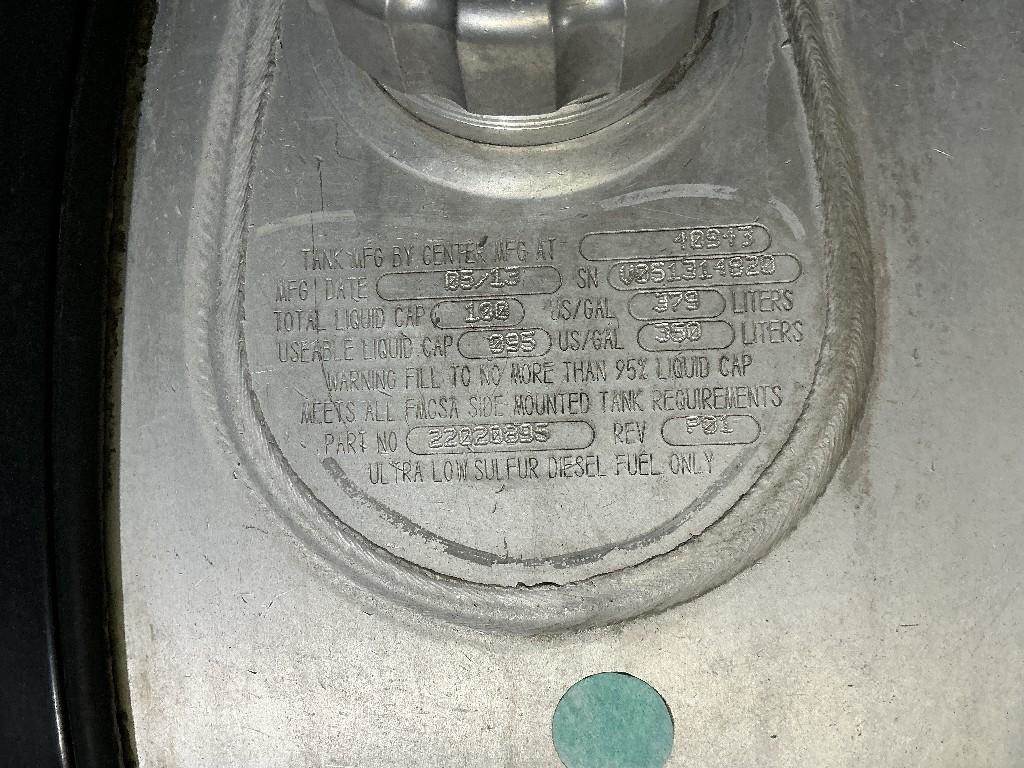 TANK MFG BY CENTER MFG AT 40943
MFG DATE 05/13 SN V051314820
TOTAL LIQUID CAP 100 US/GAL 379 LITERS
USEABLE LIQUID CAP 095 US/GAL 360 LITERS
WARNING FILL TO NO MORE THAN 95% LIQUID CAP
MEETS ALL FMCSA SIDE MOUNTED TANK REQUIREMENTS
PART NO 22020895 REV P01
ULTRA LOW SULFUR DIESEL FUEL ONLY